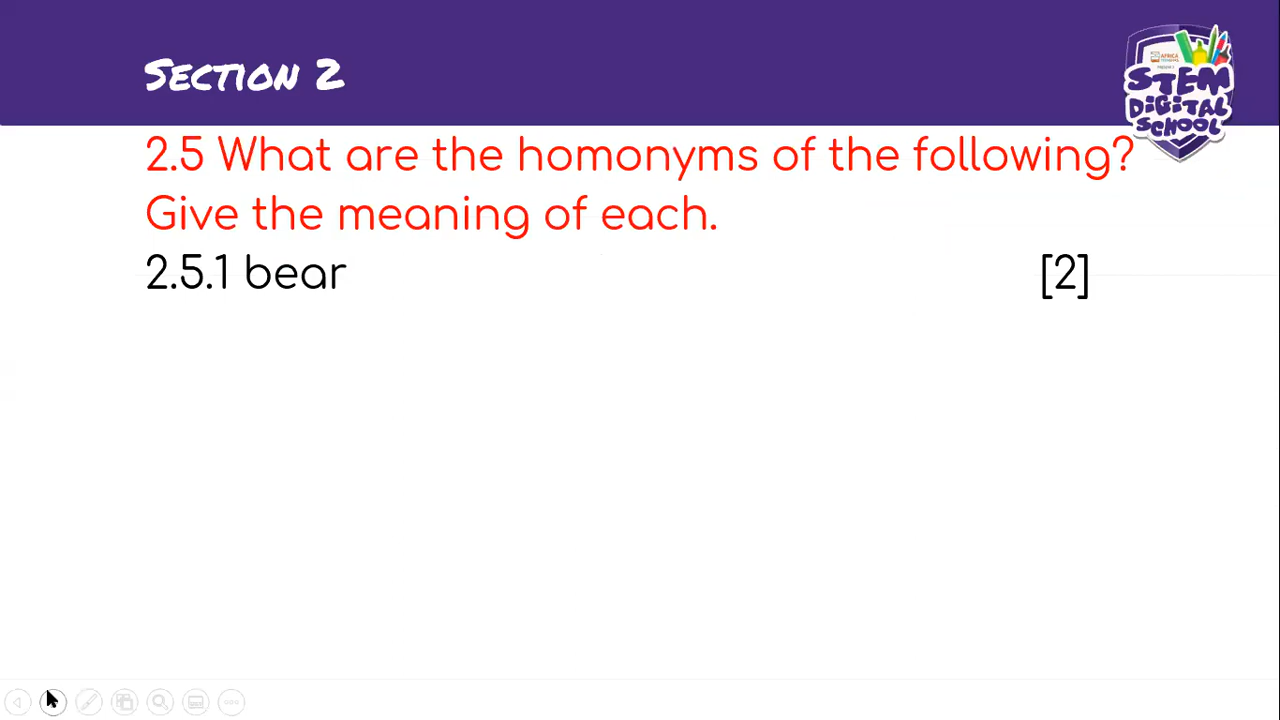 Section 2
STEM
DIGITAL
SCHOOL
2.5 What are the homonyms of the following?
Give the meaning of each.
2.5.1 bear [2]